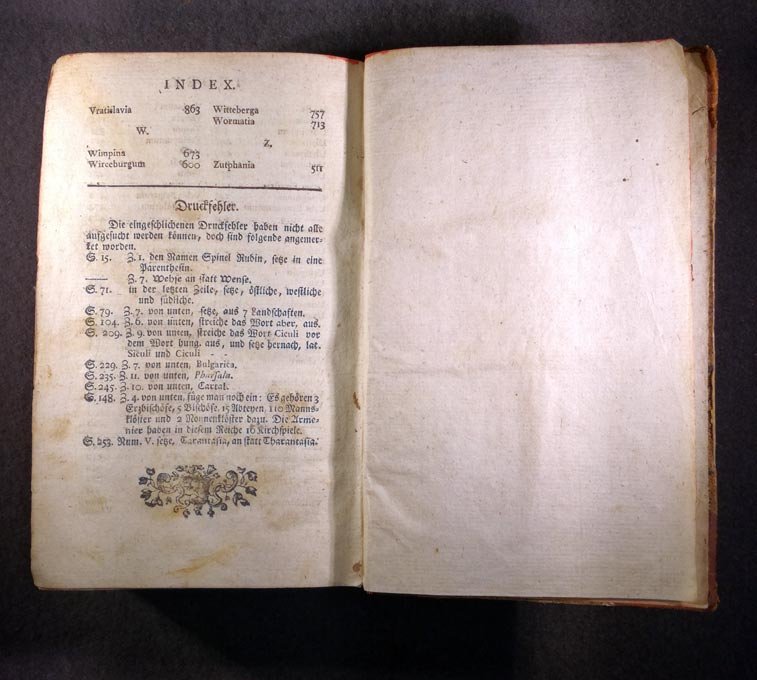 INDEX.
Vratislavia 863
W.
Wimpina 673
Wirceburgum 600
Witteberga 757
Wormatia 713
Z.
Zutphania 511
Druckfehler.
Die eingeschlichenen Druckfehler haben nicht alle
aufgesucht werden können, doch sind folgende angemer-
ket worden.
S. 15. Z. 1. den Namen Spinel Rubin, setze in eine
Parenthesin.
—— Z. 7. Wehse an statt Wense.
S. 71. in der letzten Zeile, setze, östliche, westliche
und südliche.
S. 79. Z. 7. von unten, setze, aus 7 Landschaften.
S. 104. Z. 6. von unten, streiche das Wort aber, aus.
S. 209. Z. 9. von unten, streiche das Wort Ciculi vor
dem Wort hung. aus, und setze hernach, lat.
Siculi und Ciculi - -
S. 229. Z. 7. von unten, Bulgarica.
S. 235. Z. 11. von unten, Pharsala.
S. 245. Z. 10. von unten, Cartal.
S. 148. Z. 4. von unten, füge man noch ein: Es gehören 3
Erzbischöfe, 5 Bischöfe, 15 Abteyen, 110 Manns-
klöster und 2 Nonnenklöster dazu. Die Arme-
nier haben in diesem Reiche 16 Kirchspiele.
S. 253. Num. V. setze, Tarantasia, an statt Tharantasia.